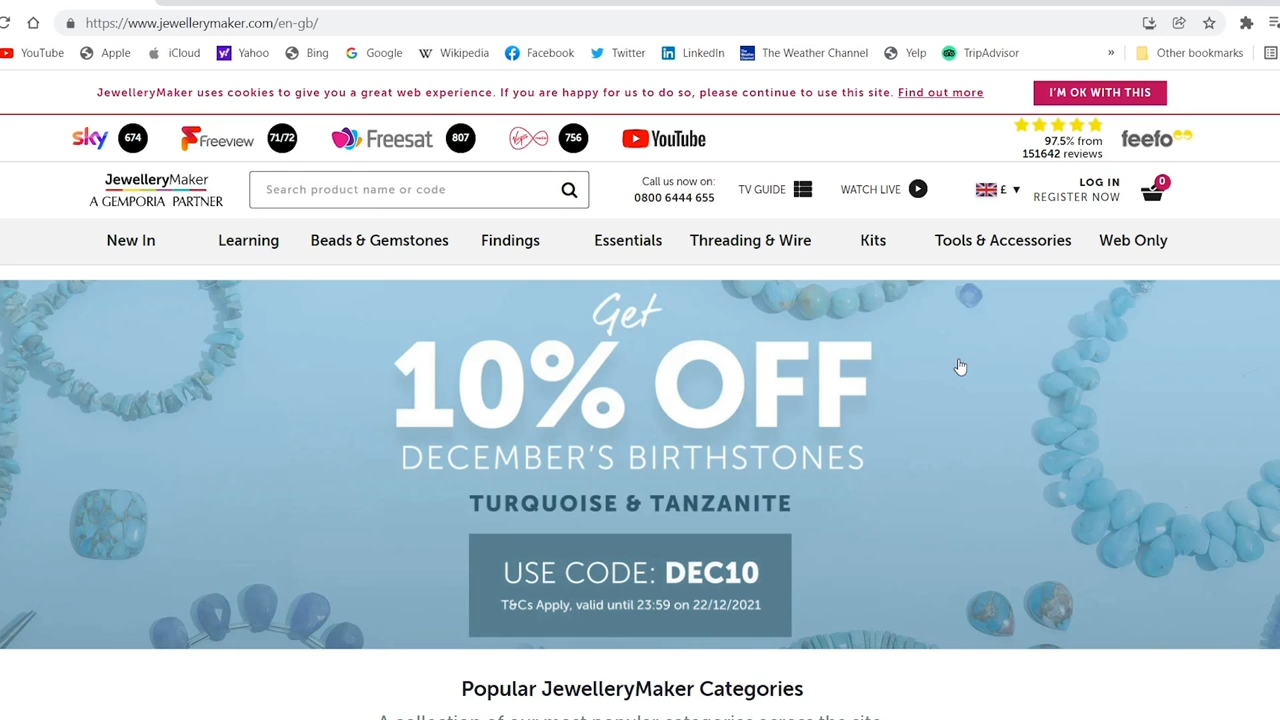 https://www.jewellerymaker.com/en-gb/
YouTube Apple iCloud Yahoo Bing Google Wikipedia Facebook Twitter LinkedIn The Weather Channel Yelp TripAdvisor » Other bookmarks
JewelleryMaker uses cookies to give you a great web experience. If you are happy for us to do so, please continue to use this site. Find out more I'M OK WITH THIS
sky 674 Freeview 71/72 Freesat 807 756 YouTube
97.5% from
151642 reviews
feefo
JewelleryMaker
A GEMPORIA PARTNER
Search product name or code
Call us now on:
0800 6444 655
TV GUIDE WATCH LIVE £
LOG IN
REGISTER NOW
0
New In Learning Beads & Gemstones Findings Essentials Threading & Wire Kits Tools & Accessories Web Only
Get
10% OFF
DECEMBER'S BIRTHSTONES
TURQUOISE & TANZANITE
USE CODE: DEC10
T&Cs Apply, valid until 23:59 on 22/12/2021
Popular JewelleryMaker Categories
A collection of our most popular categories across the site